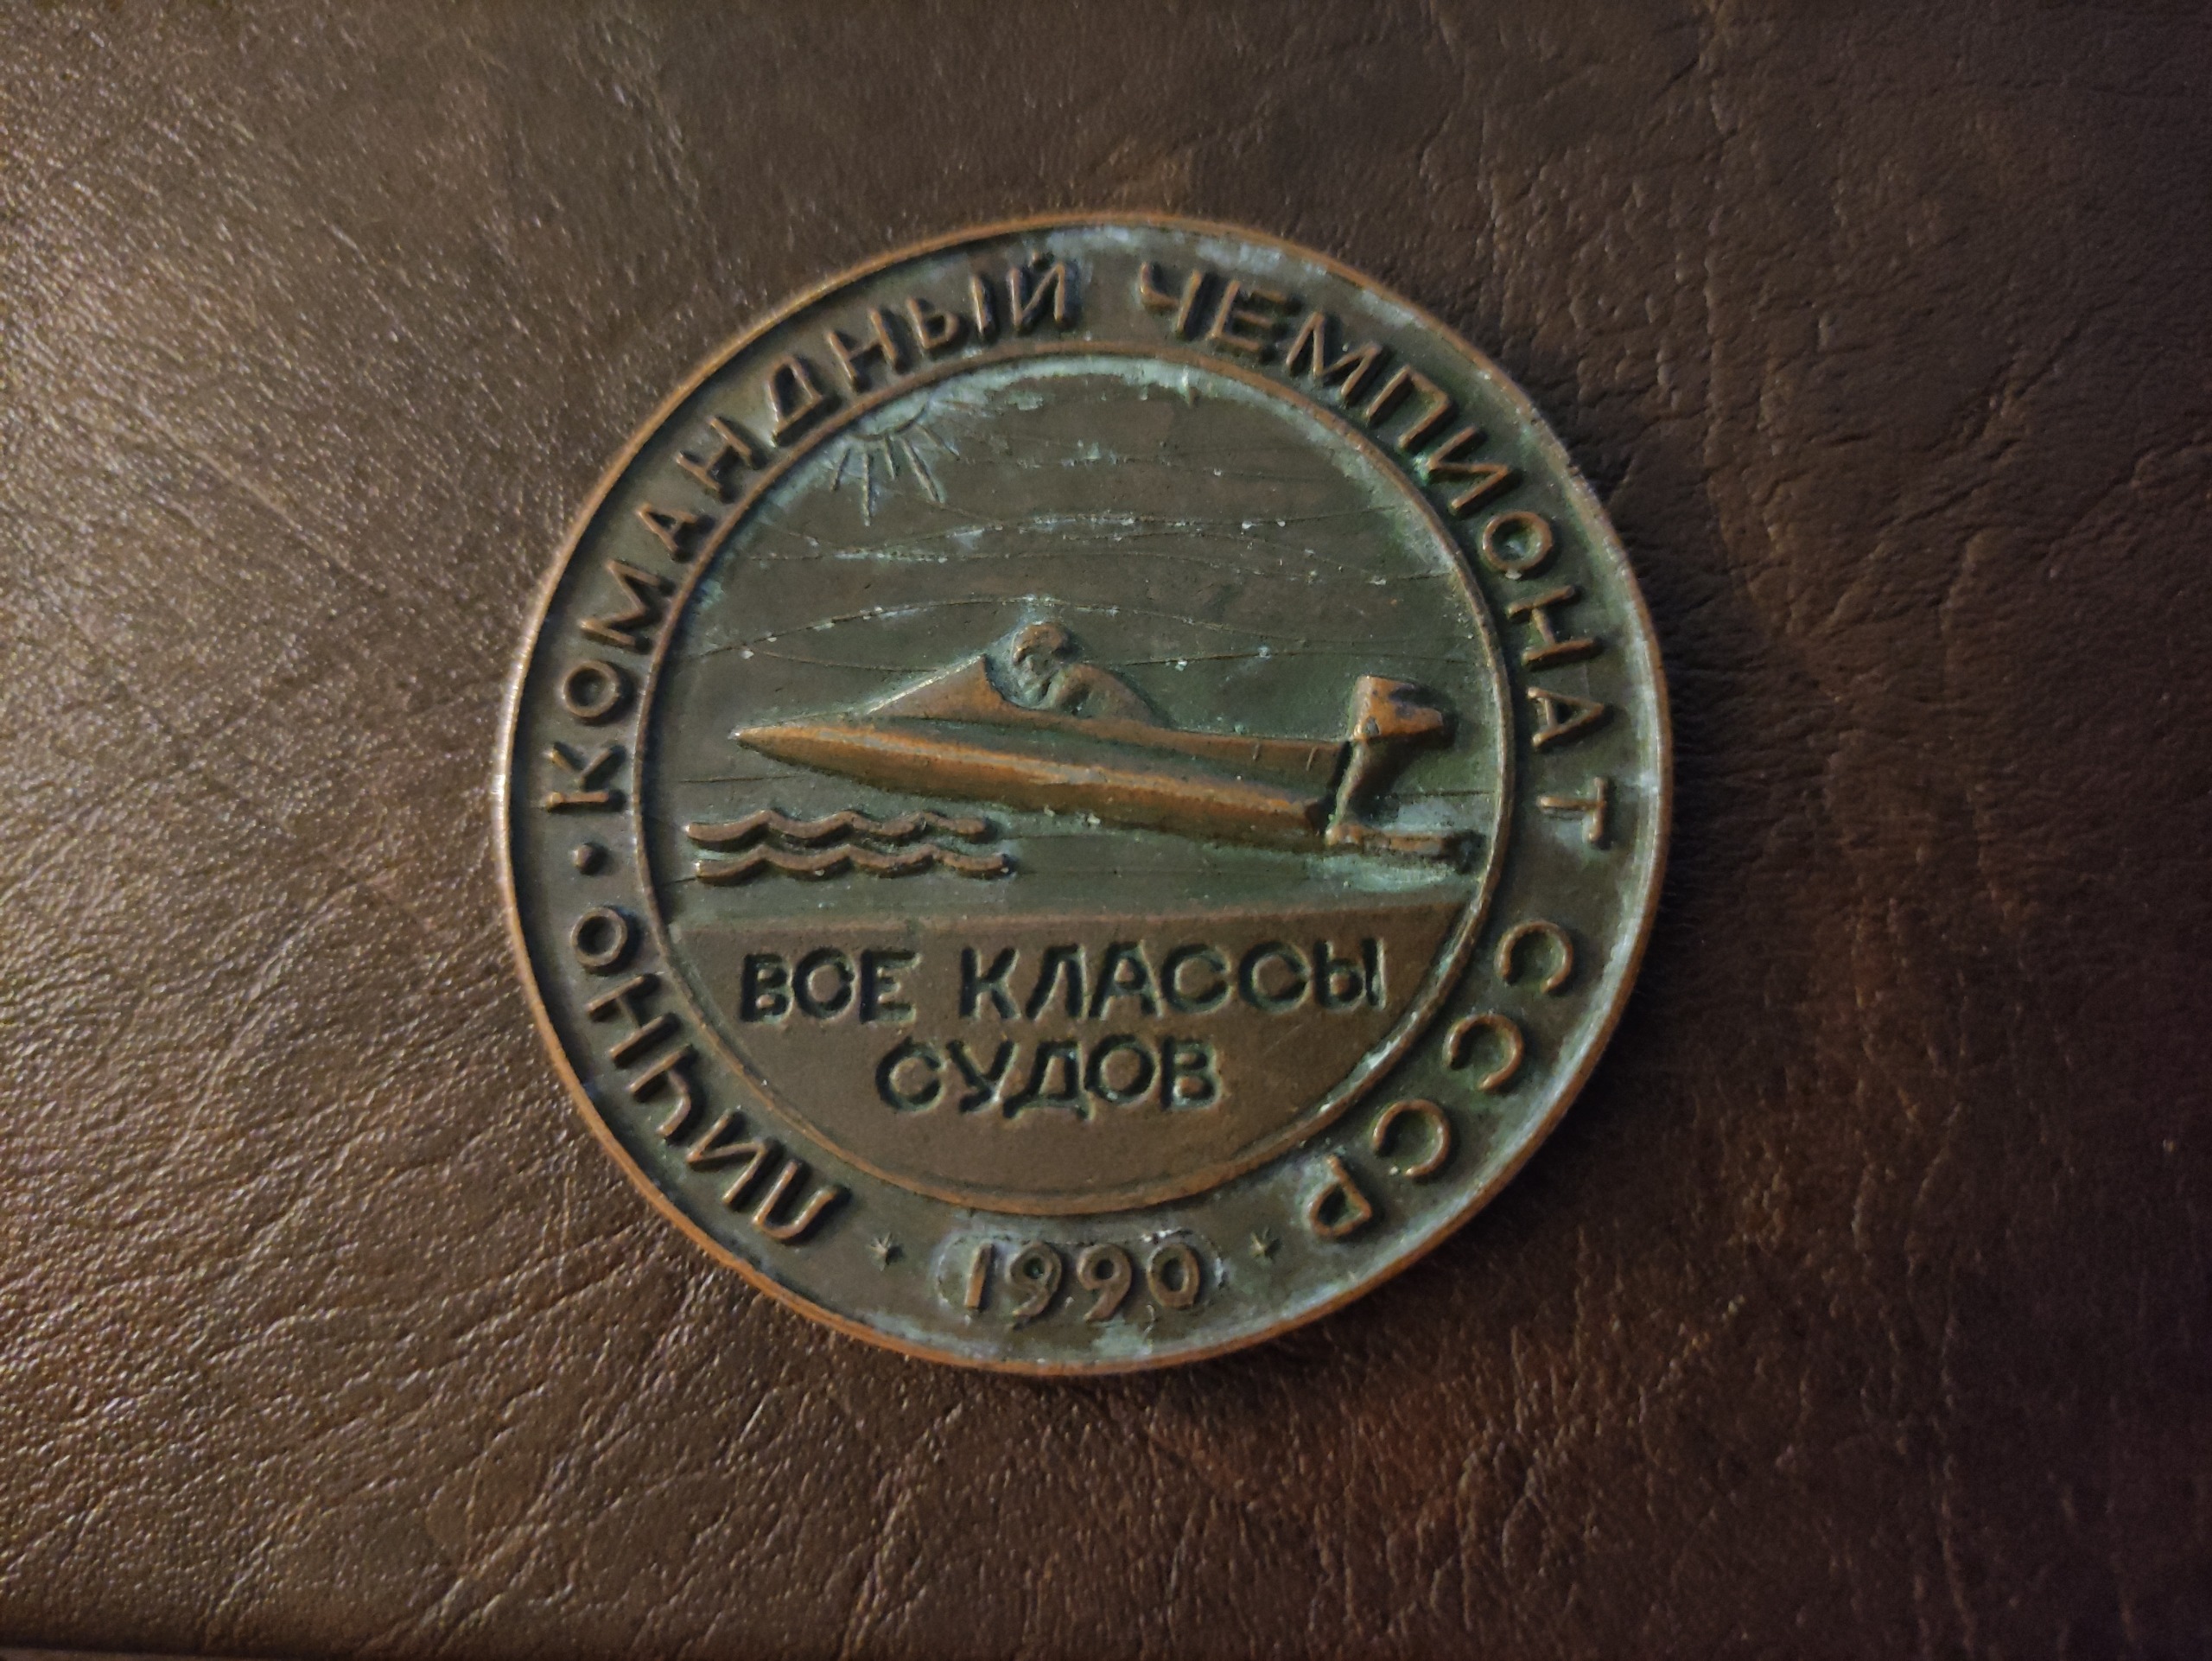 ЛИЧНО · КОМАНДНЫЙ ЧЕМПИОНАТ СССР
ВСЕ КЛАССЫ
СУДОВ
* 1990 *